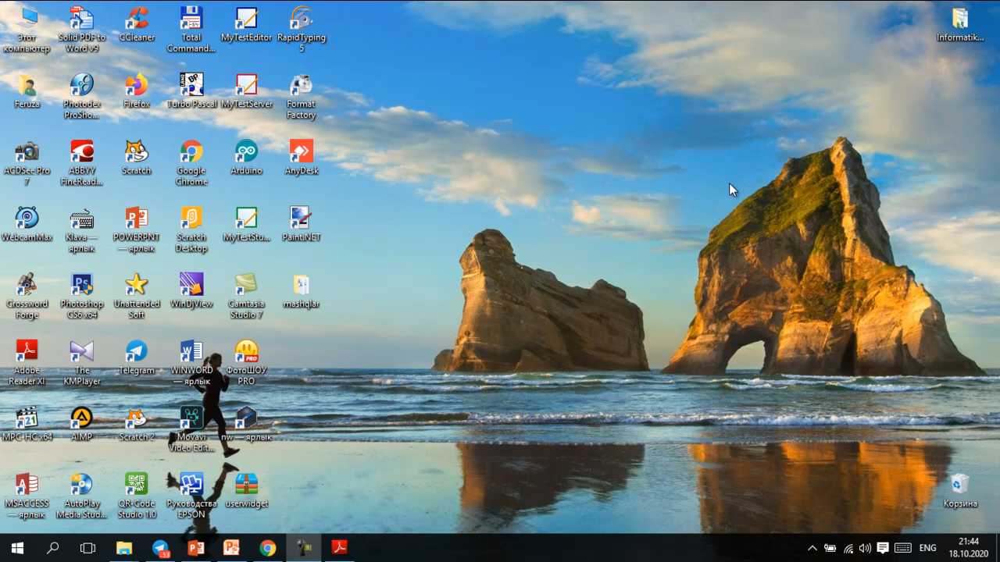 Этот
компьютер
Solid PDF to
Word v9
CCleaner
Total
Command...
MyTestEditor
RapidTyping
5
Informatik...
Feruza
Photodex
ProSho...
Firefox
Turbo Pascal
MyTestServer
Format
Factory
ACDSee Pro
7
ABBYY
FineRead...
Scratch
Google
Chrome
Arduino
AnyDesk
WebcamMax
Klava —
ярлык
POWERPNT
— ярлык
Scratch
Desktop
MyTestStu...
Paint.NET
Crossword
Forge
Photoshop
CS6 x64
Unattended
Soft
WinDjView
Camtasia
Studio 7
mashqlar
Adobe
Reader XI
The
KMPlayer
Telegram
WINWORD
— ярлык
ФотоШОУ
PRO
MPC-HC x64
AIMP
Scratch 2
Movavi
Video Edit...
nw — ярлык
MSACCESS
— ярлык
AutoPlay
Media Stud...
QR-Code
Studio 1.0
Руководства
EPSON
userwidget
Корзина
53
ENG
21:44
18.10.2020